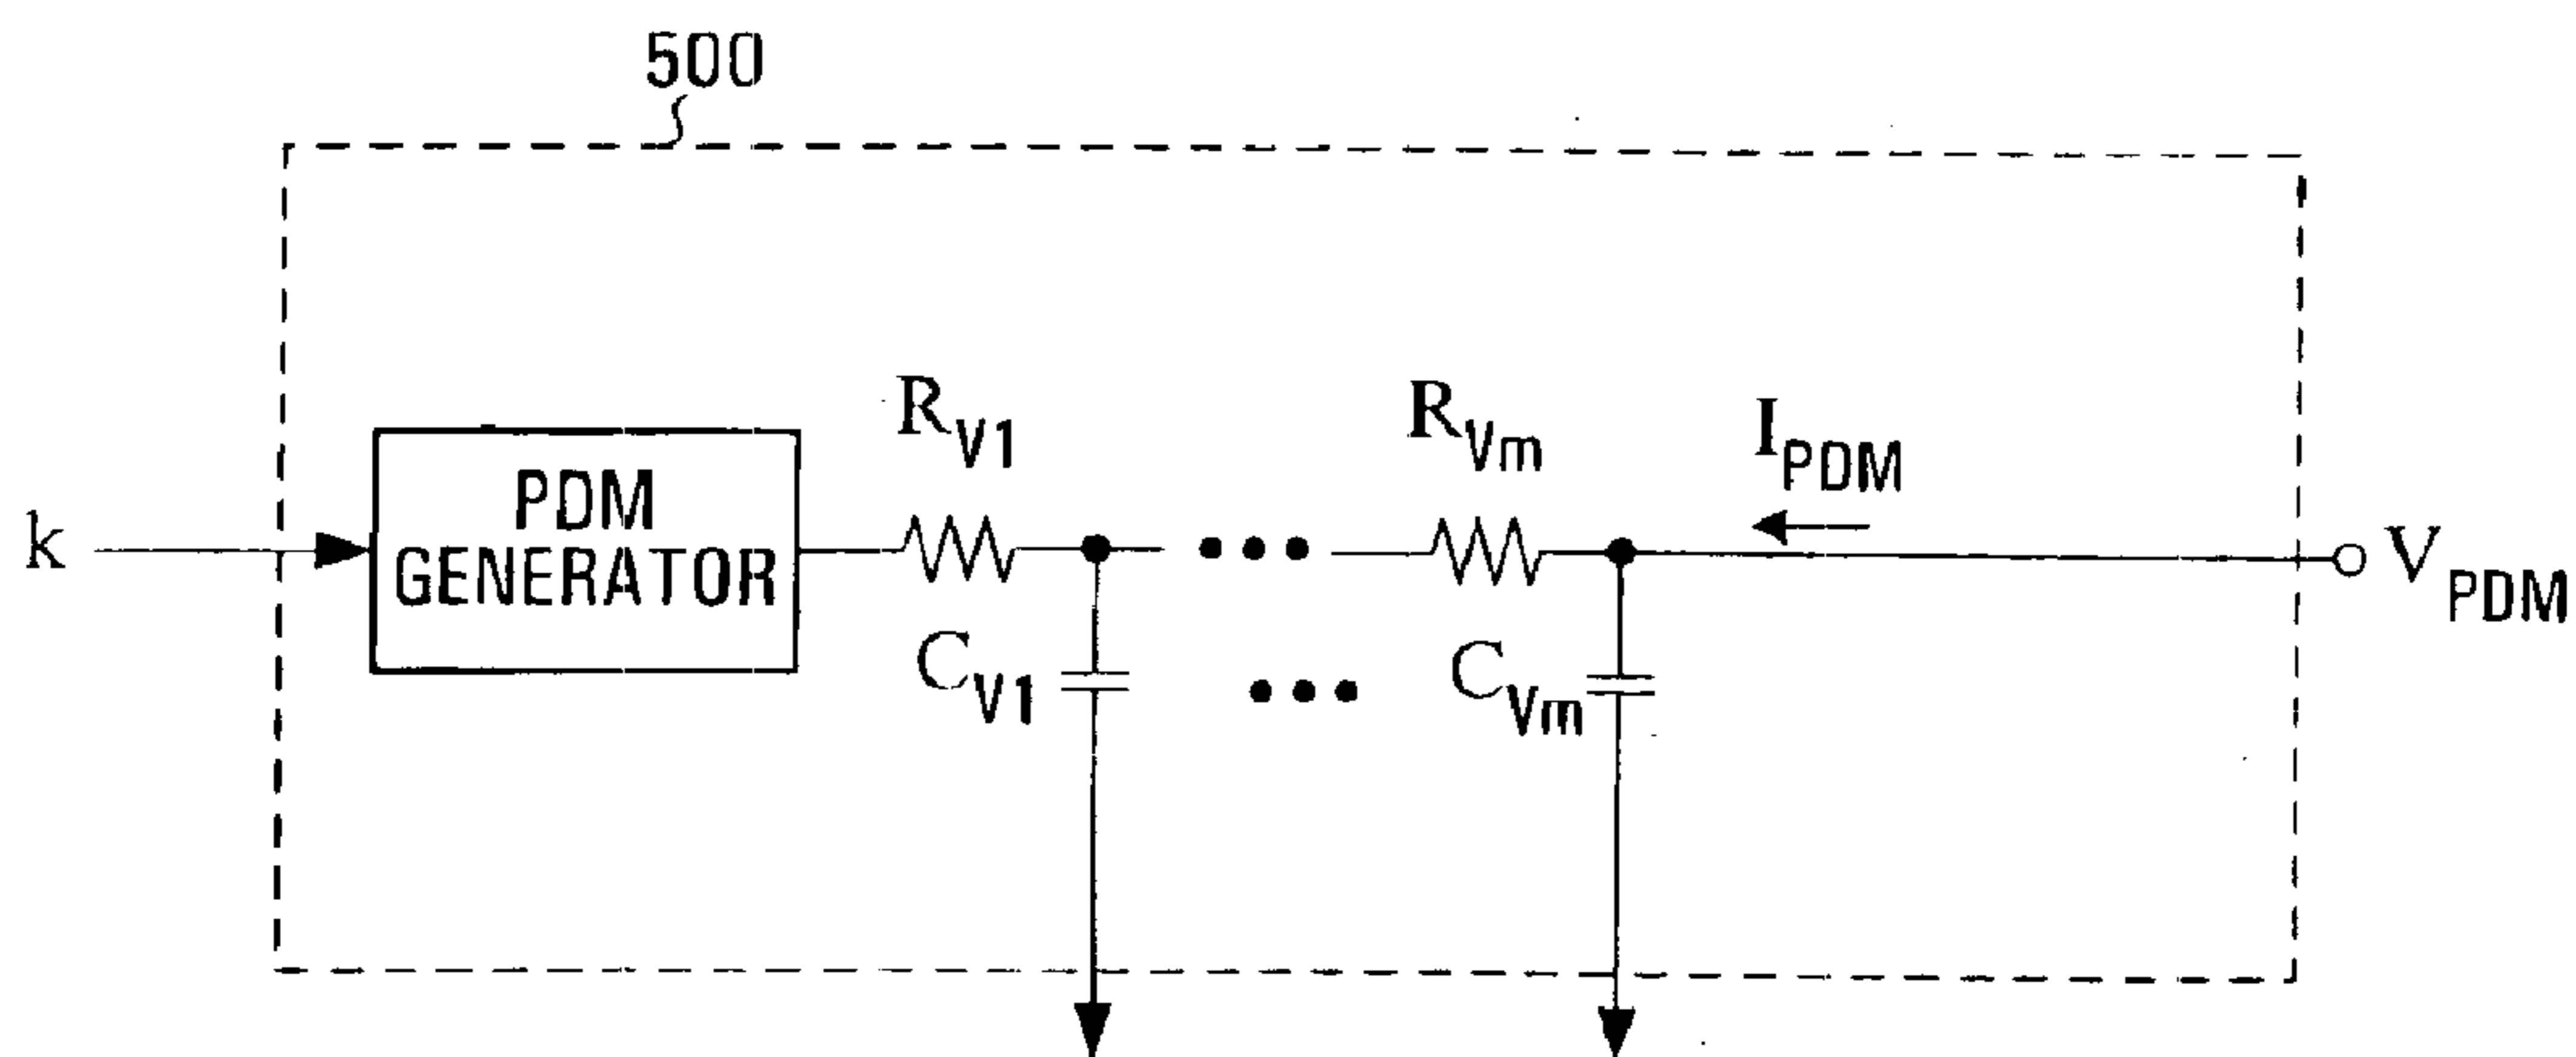 500
R_V1
R_Vm
I_PDM
k
PDM
GENERATOR
V_PDM
C_V1
C_Vm